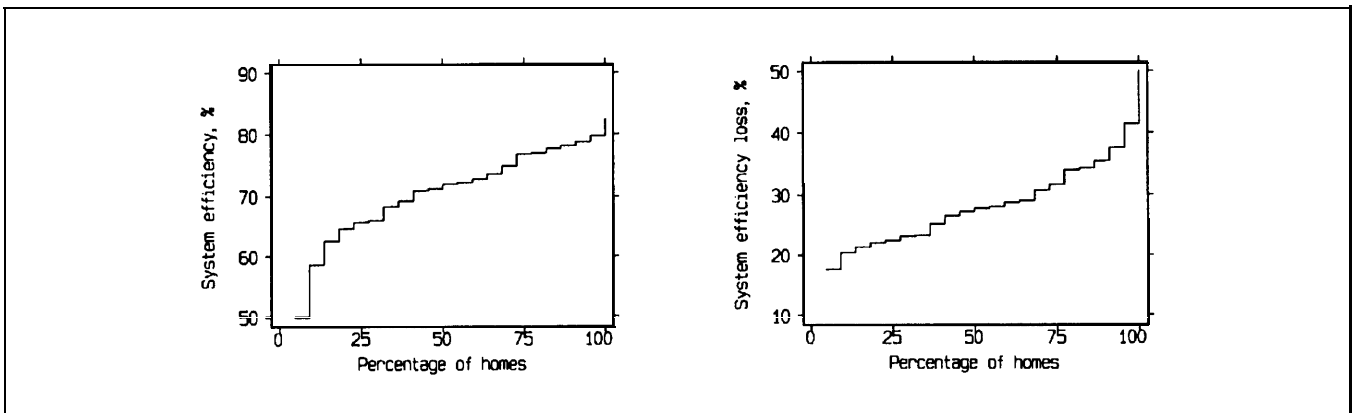 90
80
70
60
50
System efficiency, %
0 25 50 75 100
Percentage of homes
50
40
30
20
10
System efficiency loss, %
0 25 50 75 100
Percentage of homes